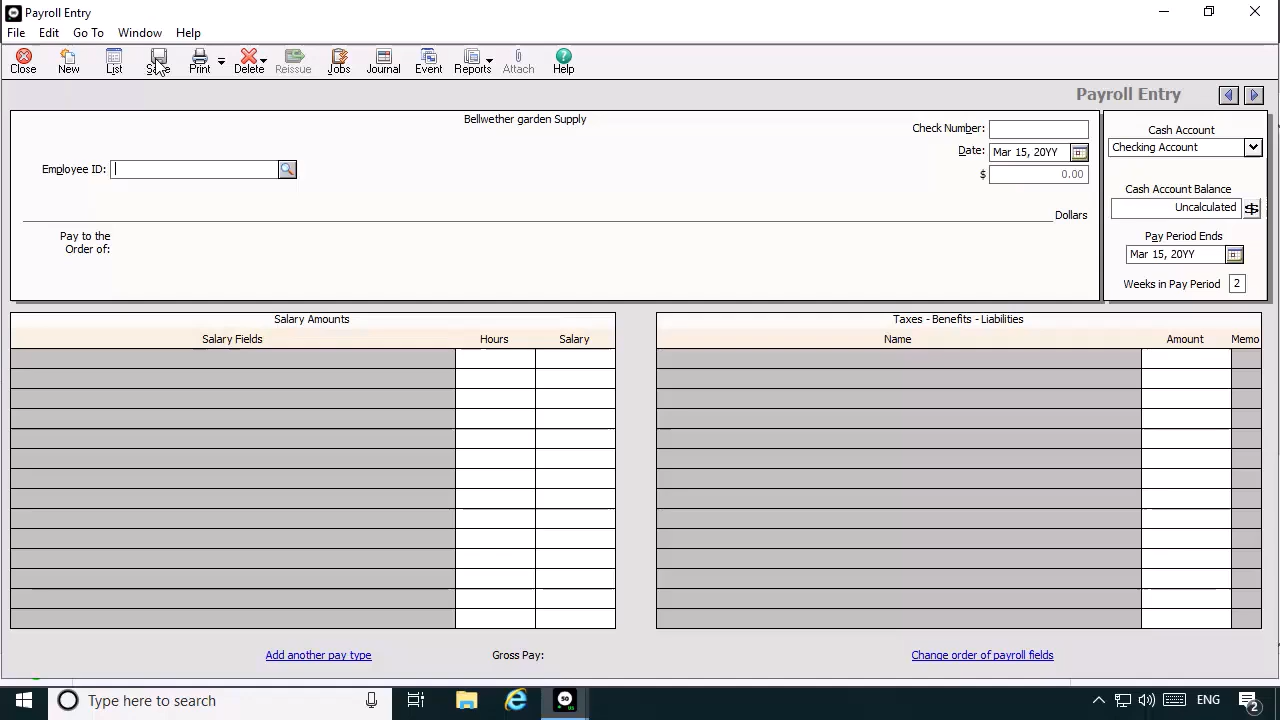 Payroll Entry
File Edit Go To Window Help
Close New List Save Print Delete Reissue Jobs Journal Event Reports Attach Help
Payroll Entry
Bellwether garden Supply
Check Number:
Cash Account
Date: Mar 15, 20YY
Checking Account
Employee ID:
$ 0.00
Cash Account Balance
Uncalculated
Dollars
Pay to the
Order of:
Pay Period Ends
Mar 15, 20YY
Weeks in Pay Period 2
Salary Amounts
Taxes - Benefits - Liabilities
Salary Fields Hours Salary
Name Amount Memo
Add another pay type
Gross Pay:
Change order of payroll fields
Type here to search
ENG
2